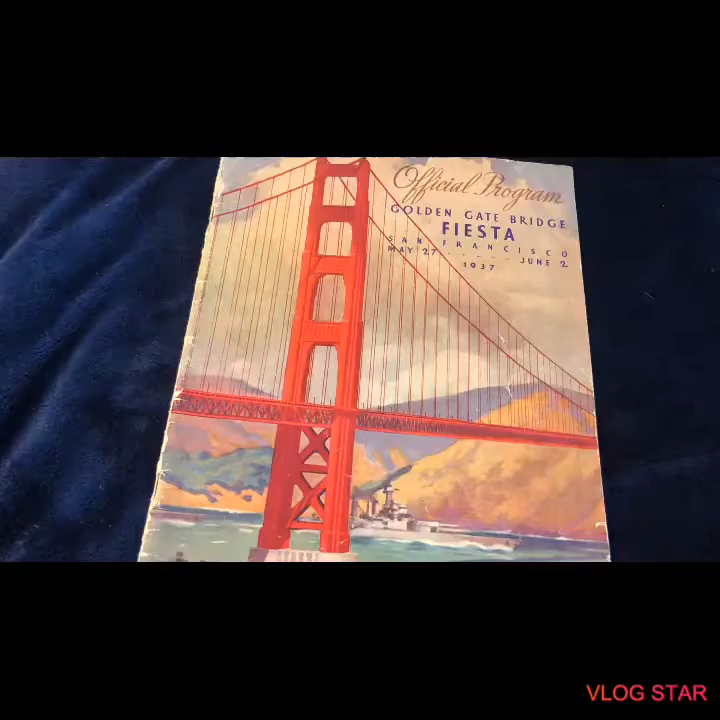 Official Program
GOLDEN GATE BRIDGE
FIESTA
SAN FRANCISCO
MAY 27 - - - - - JUNE 2
1937
VLOG STAR